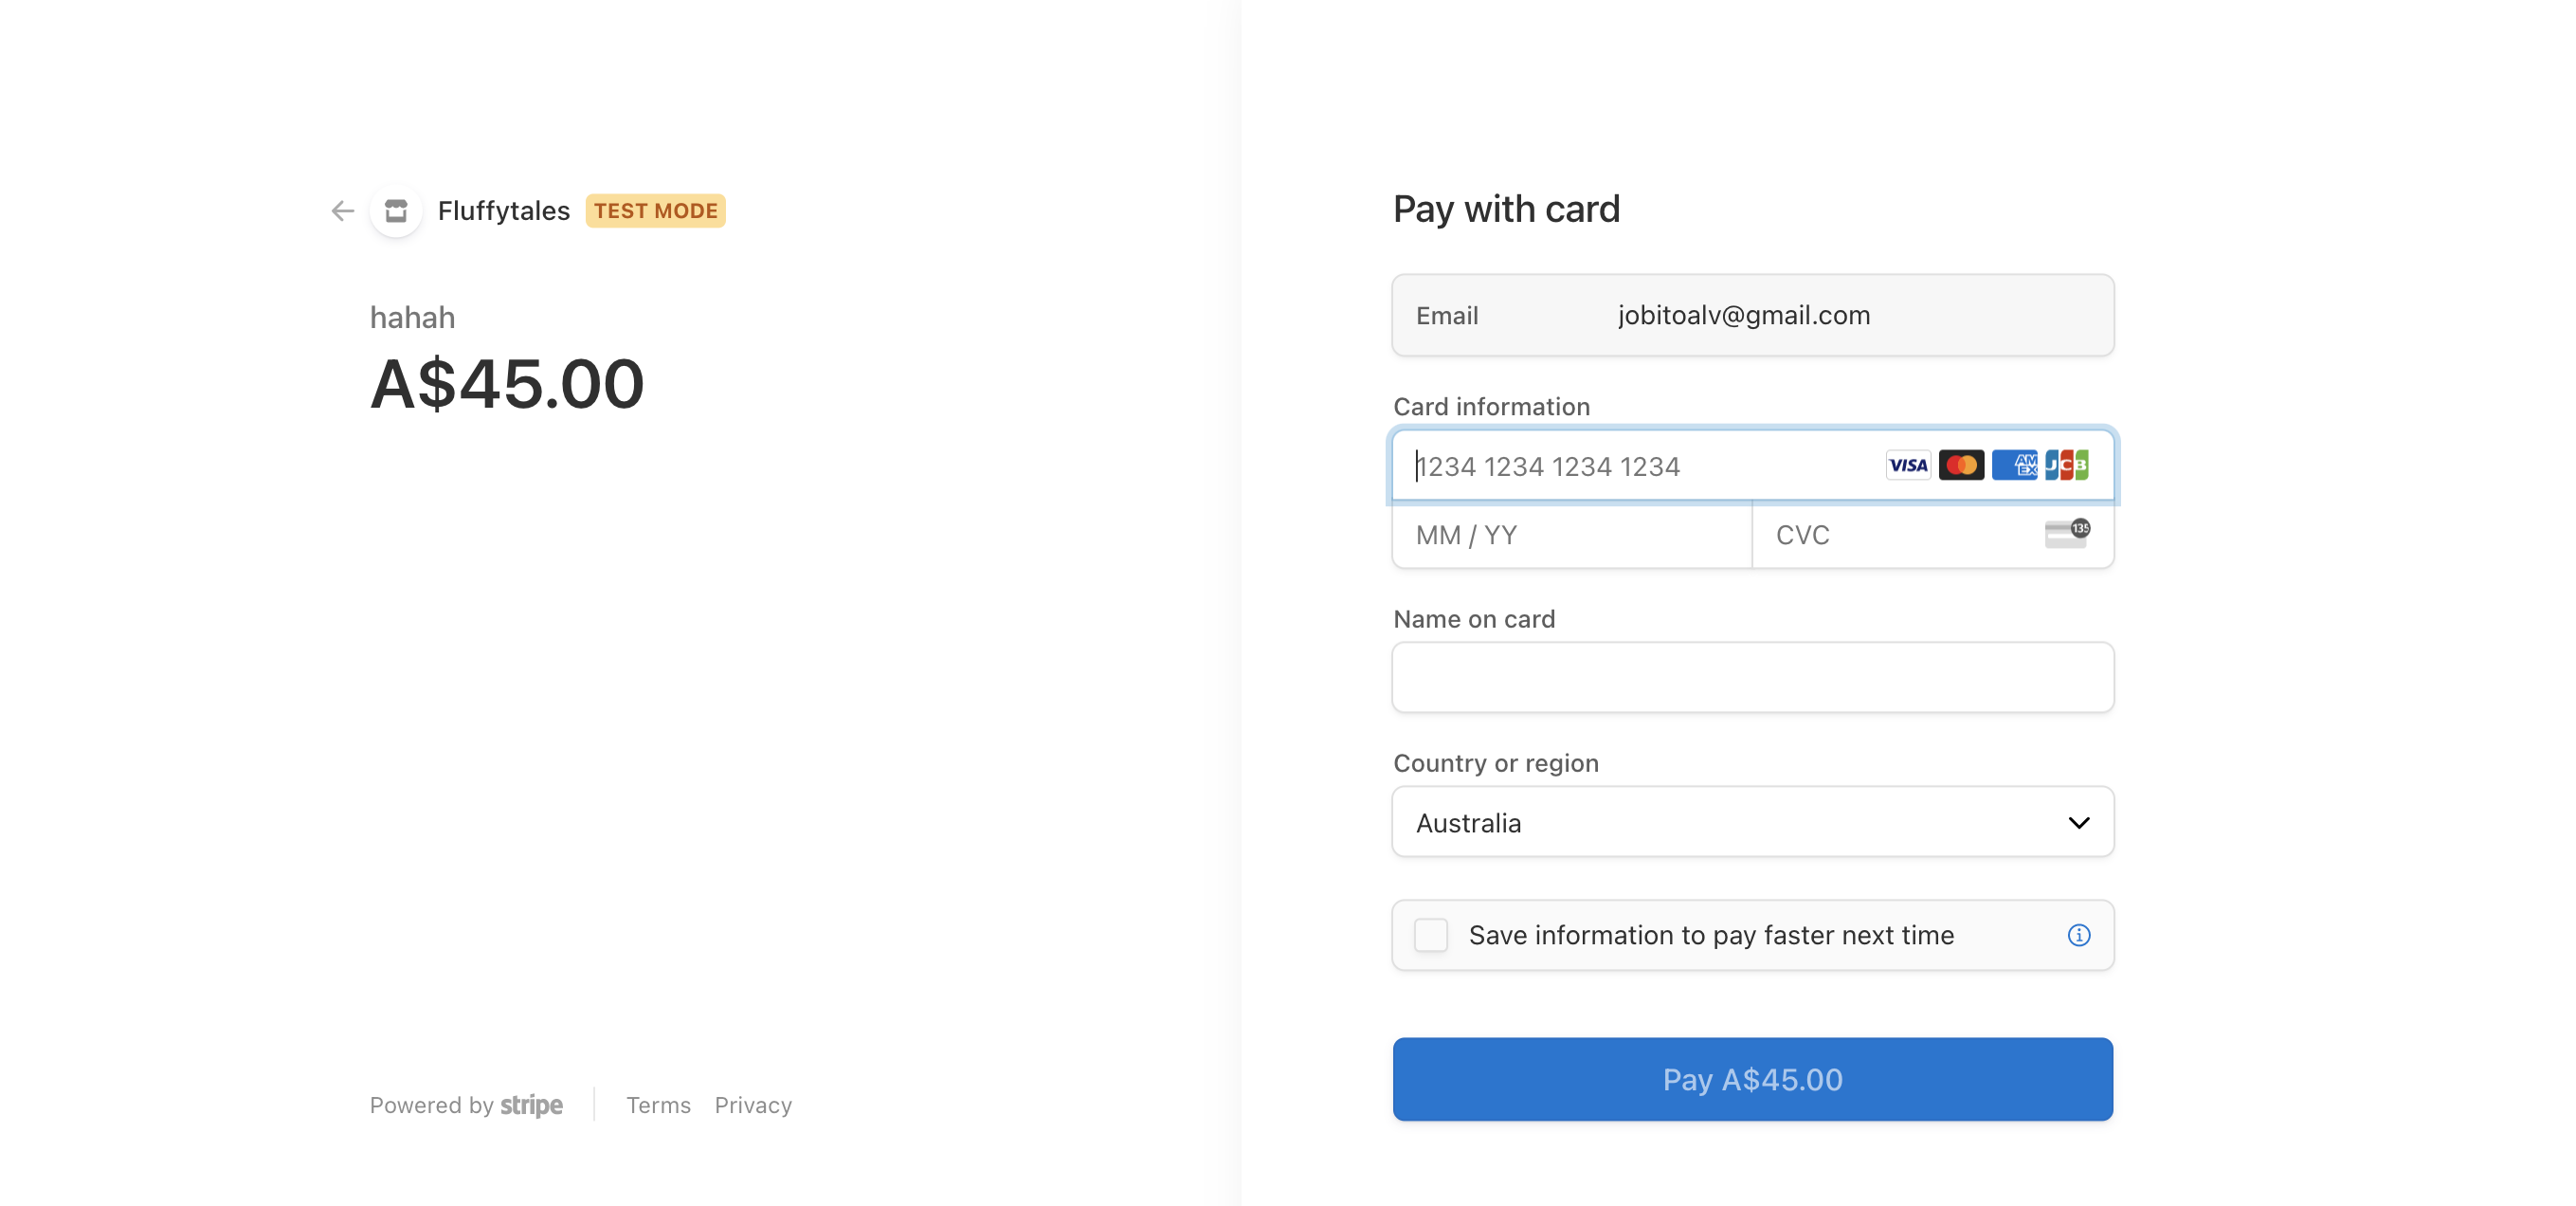 Fluffytales TEST MODE
hahah
A$45.00
Powered by stripe Terms Privacy
Pay with card
Email jobitoalv@gmail.com
Card information
1234 1234 1234 1234 VISA AM EX JCB
MM / YY CVC 135
Name on card
Country or region
Australia
Save information to pay faster next time
Pay A$45.00